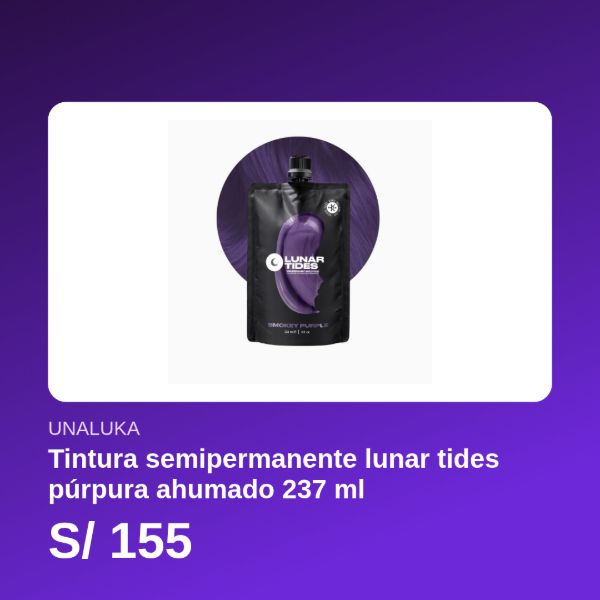 LUNAR
TIDES
SMOKEY PURPLE
UNALUKA
Tintura semipermanente lunar tides
púrpura ahumado 237 ml
S/ 155